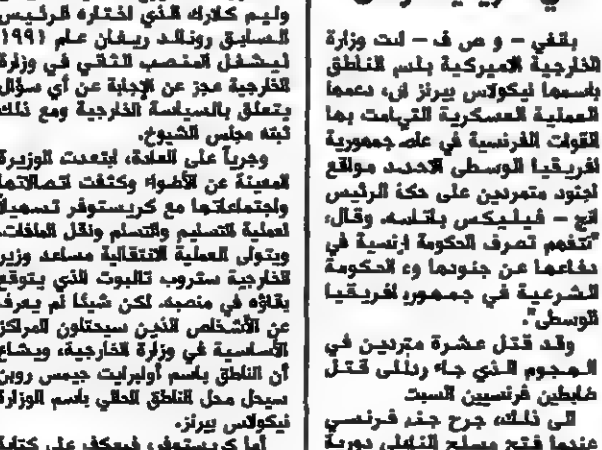 بانغي – و ص ف – ايدت وزارة
الخارجية الاميركية باسم الناطق
باسمها نيكولاس بيرنز دعمها
العملية العسكرية التي قامت بها
القوات الفرنسية في جمهورية
افريقيا الوسطى الاحد ضد مواقع
لجنود متمردين على حكم الرئيس
انج – فيليكس باتاسه. وقال،
"نتفهم تصرف الحكومة الفرنسية في
دفاعها عن جنودها وعن الحكومة
الشرعية في جمهورية افريقيا
الوسطى".
وقد قتل عشرة متمردين في
الهجوم الذي جاء ردا على قتل
ضابطين فرنسيين السبت
الى ذلك، جرح جندي فرنسي
عندما فتح مسلح النار على دورية
وليم كلارك الذي اختاره الرئيس
السابق رونالد ريغان عام ١٩٩١
ليشغل المنصب الثاني في وزارة
الخارجية عجز عن الإجابة عن أي سؤال
يتعلق بالسياسة الخارجية ومع ذلك
ثبته مجلس الشيوخ.
وجرياً على العادة، ابتعدت الوزيرة
المعينة عن الأضواء وكثفت اتصالاتها
واجتماعاتها مع كريستوفر تسهيلا
لعملية التسليم والتسلم ونقل الملفات.
ويتولى العملية الانتقالية مساعد وزير
الخارجية ستروب تالبوت الذي يتوقع
بقاؤه في منصبه. لكن شيئا لم يعرف
عن الأشخاص الذين سيحتلون المراكز
الأساسية في وزارة الخارجية، ويشاع
أن الناطق باسم أولبرايت جيمس روبن
سيحل محل الناطق الحالي باسم الوزارة
نيكولاس بيرنز.
أما كريستوفر، فيعكف على كتابة